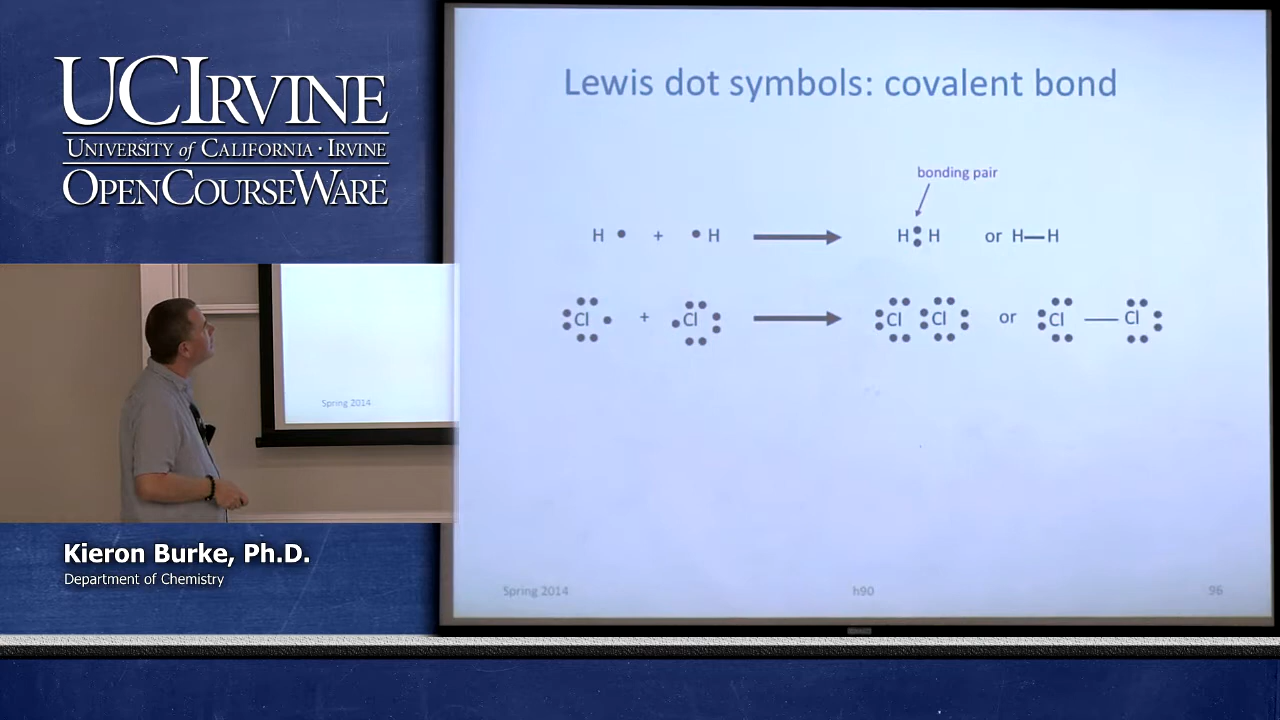 UCIRVINE
UNIVERSITY of CALIFORNIA · IRVINE
OPENCOURSEWARE
Spring 2014
Kieron Burke, Ph.D.
Department of Chemistry
Lewis dot symbols: covalent bond
bonding pair
H • + • H H : H or H—H
Cl + Cl Cl Cl or Cl — Cl
Spring 2014 h90 96